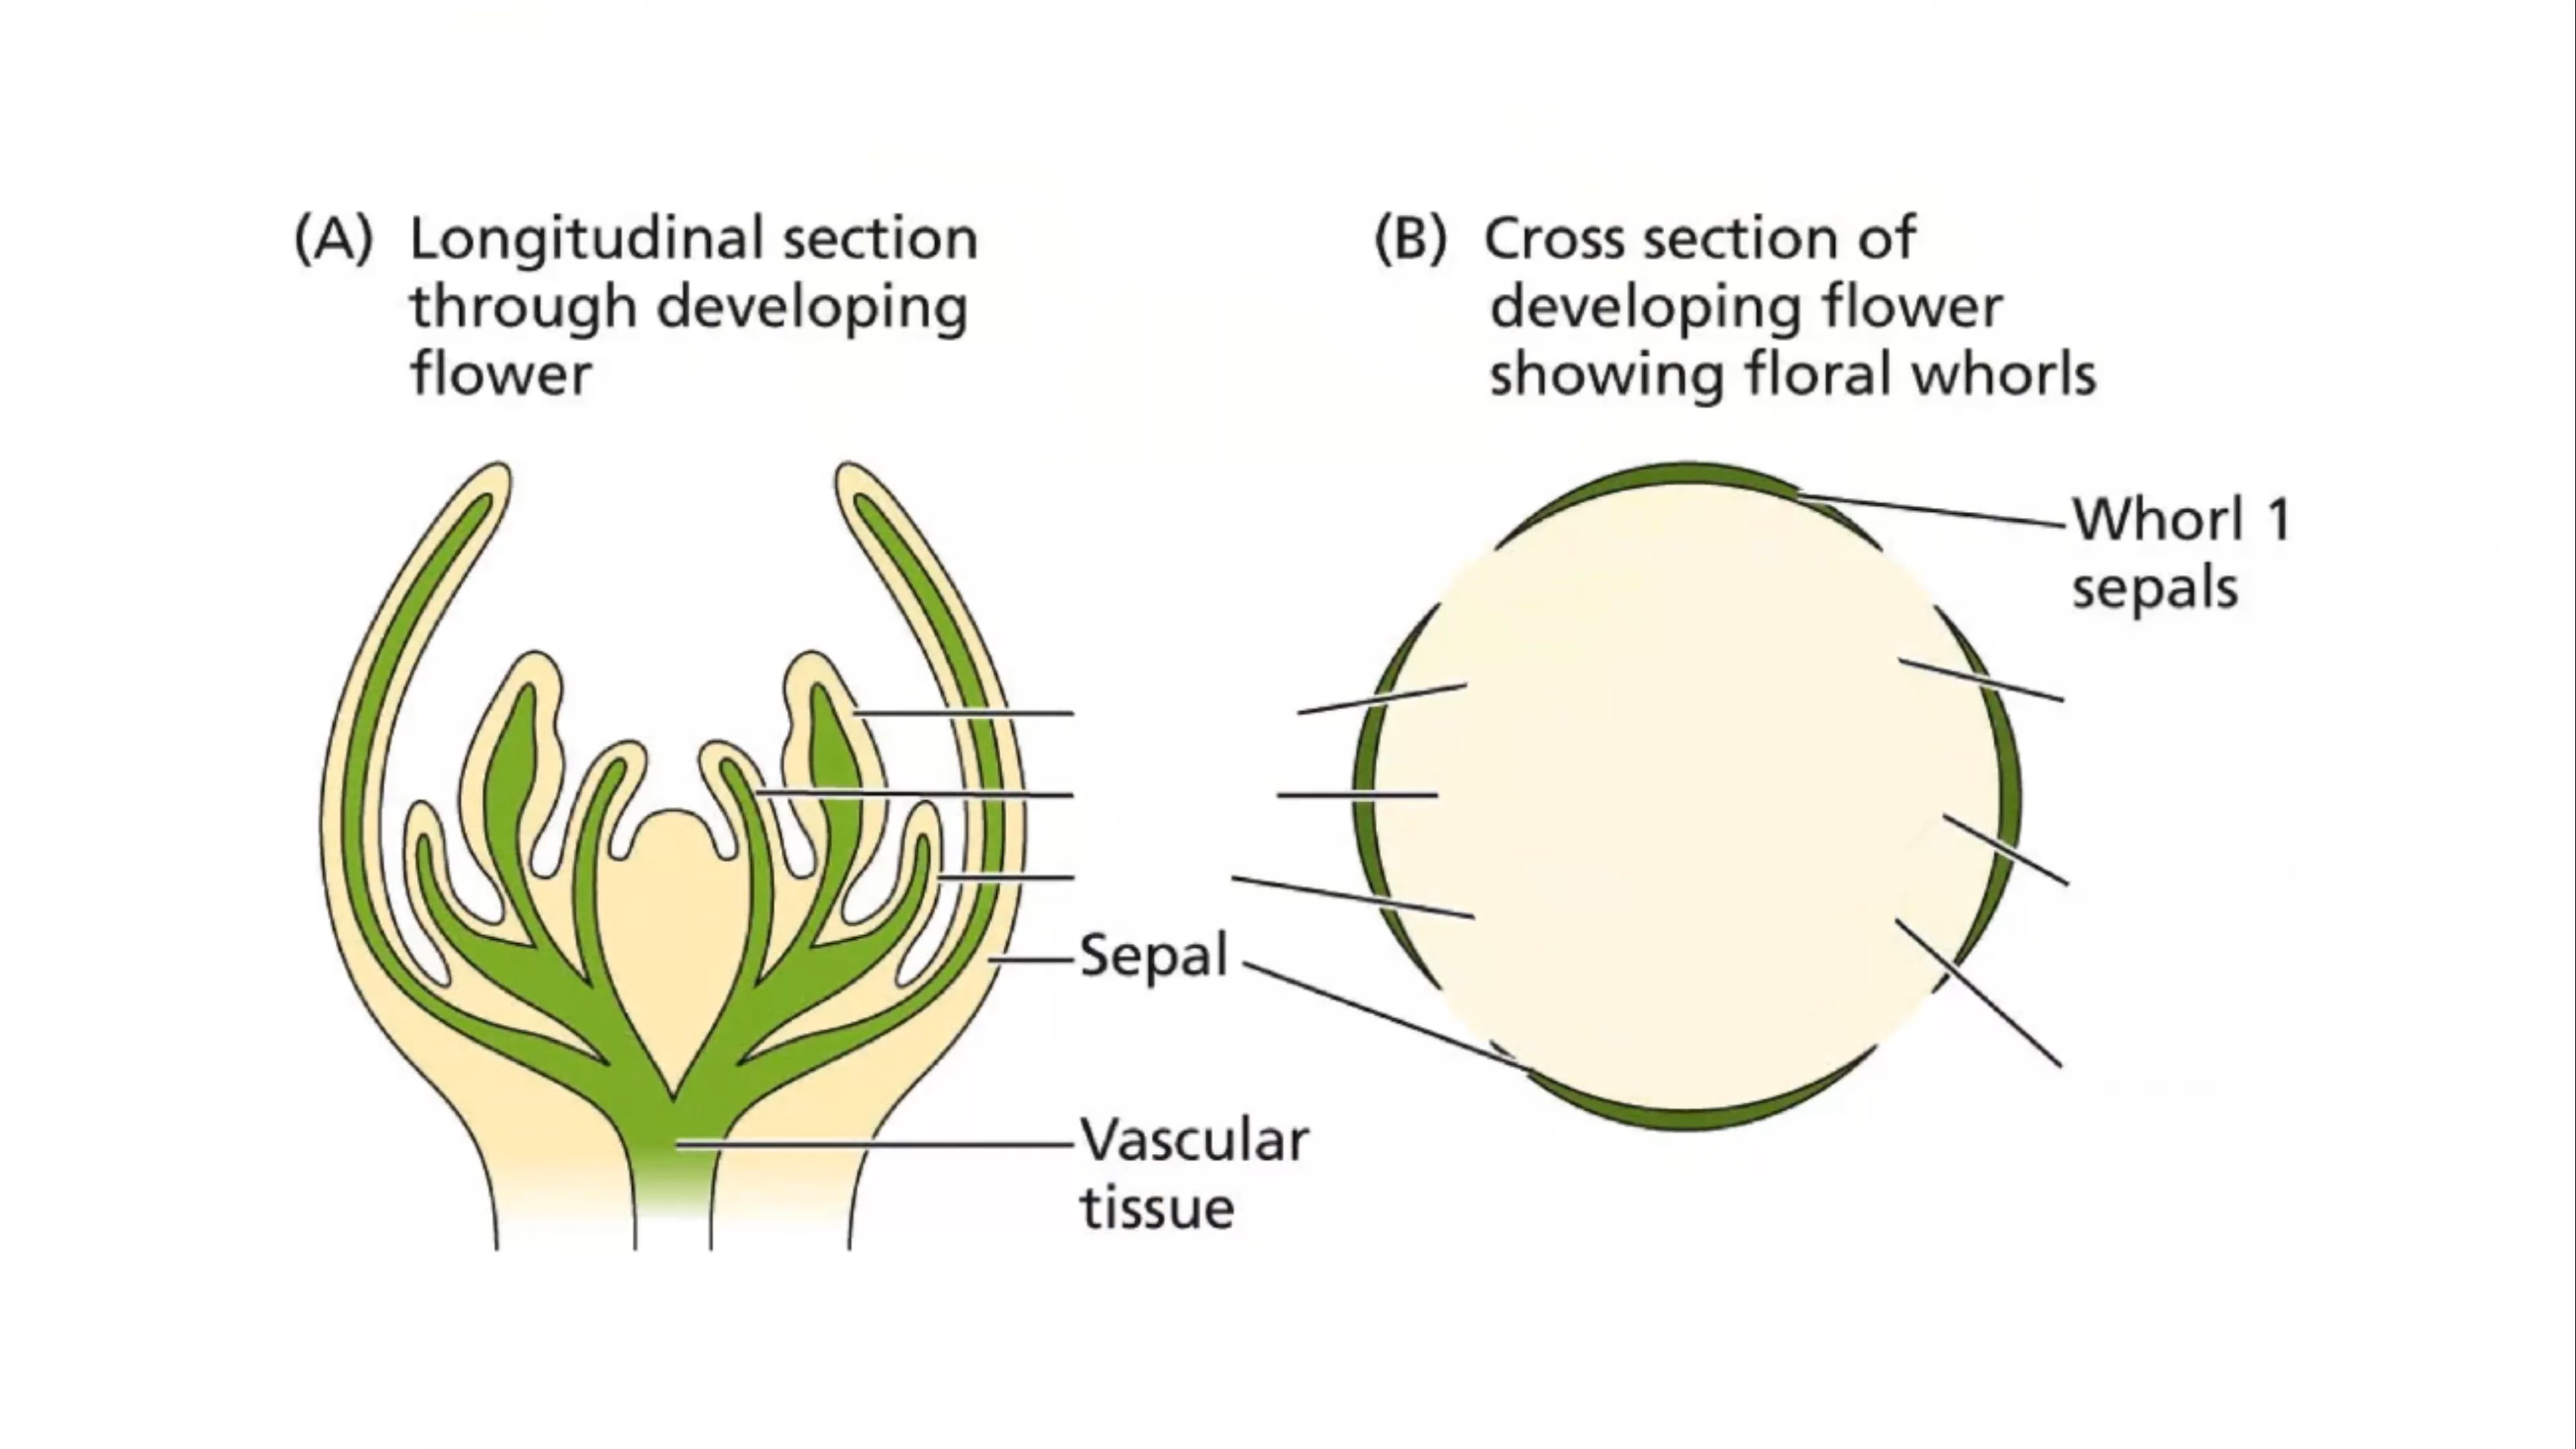 (A) Longitudinal section
through developing
flower
(B) Cross section of
developing flower
showing floral whorls
Whorl 1
sepals
Sepal
Vascular
tissue